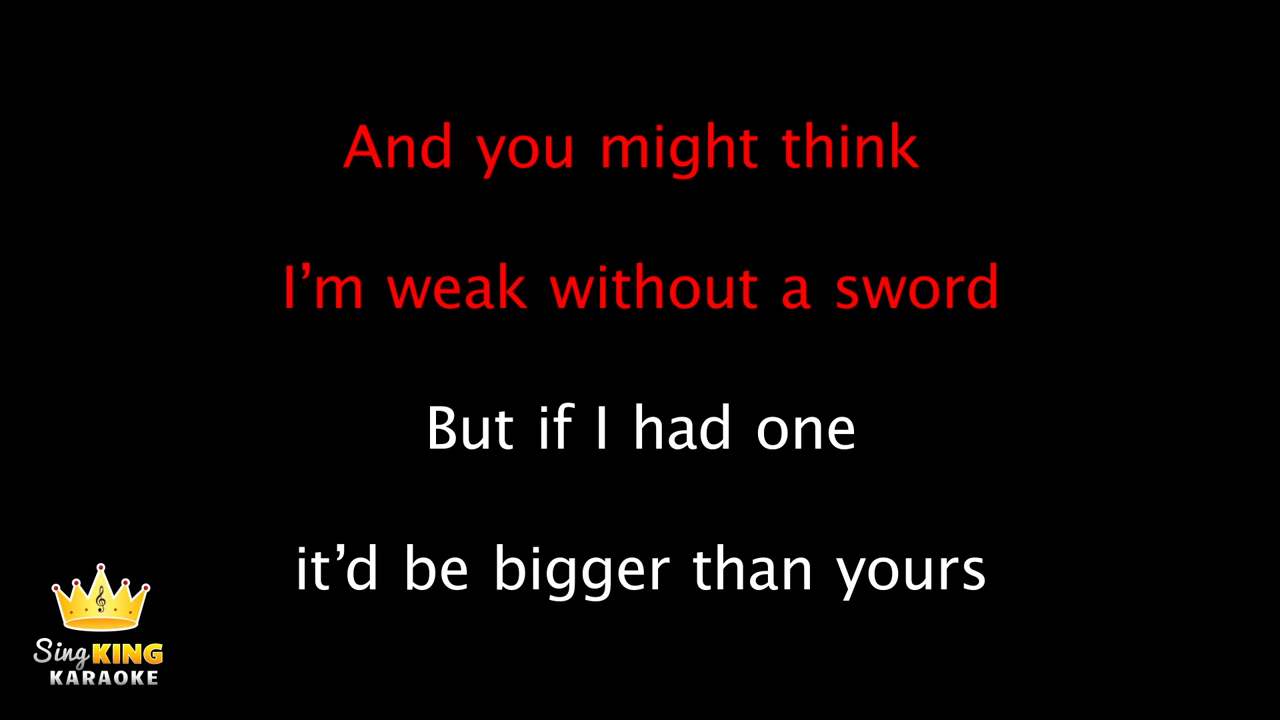 And you might think
I’m weak without a sword
But if I had one
it’d be bigger than yours
Sing KING
KARAOKE